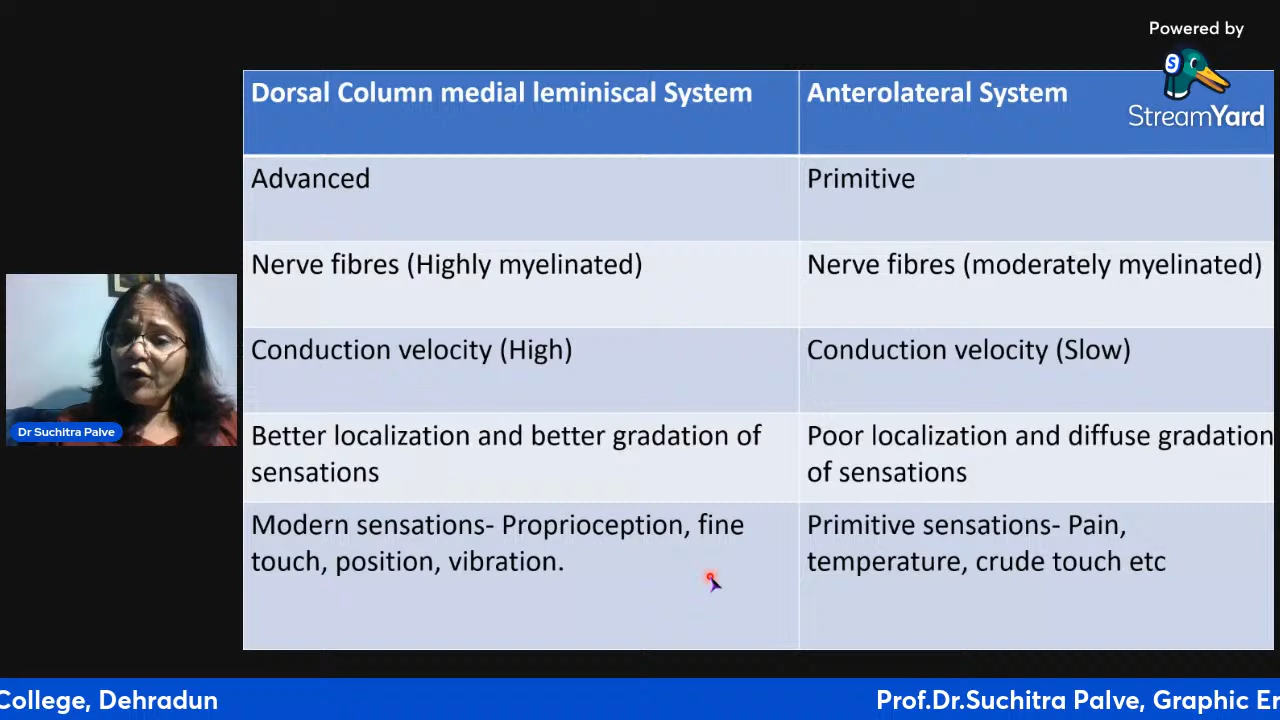 Powered by
StreamYard
Dorsal Column medial leminiscal System
Anterolateral System
Advanced
Primitive
Nerve fibres (Highly myelinated)
Nerve fibres (moderately myelinated)
Conduction velocity (High)
Conduction velocity (Slow)
Better localization and better gradation of
sensations
Poor localization and diffuse gradation
of sensations
Modern sensations- Proprioception, fine
touch, position, vibration.
Primitive sensations- Pain,
temperature, crude touch etc
Dr Suchitra Palve
College, Dehradun
Prof.Dr.Suchitra Palve, Graphic Er